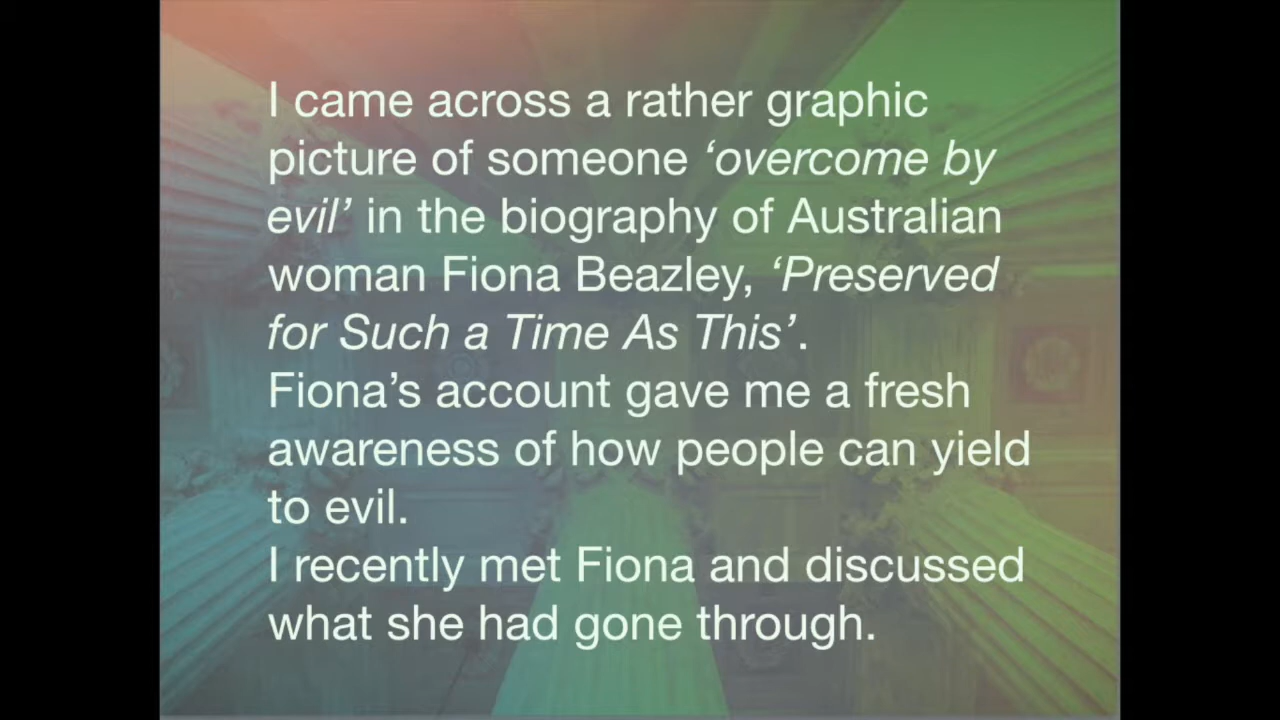 I came across a rather graphic
picture of someone ‘overcome by
evil’ in the biography of Australian
woman Fiona Beazley, ‘Preserved
for Such a Time As This’.
Fiona’s account gave me a fresh
awareness of how people can yield
to evil.
I recently met Fiona and discussed
what she had gone through.